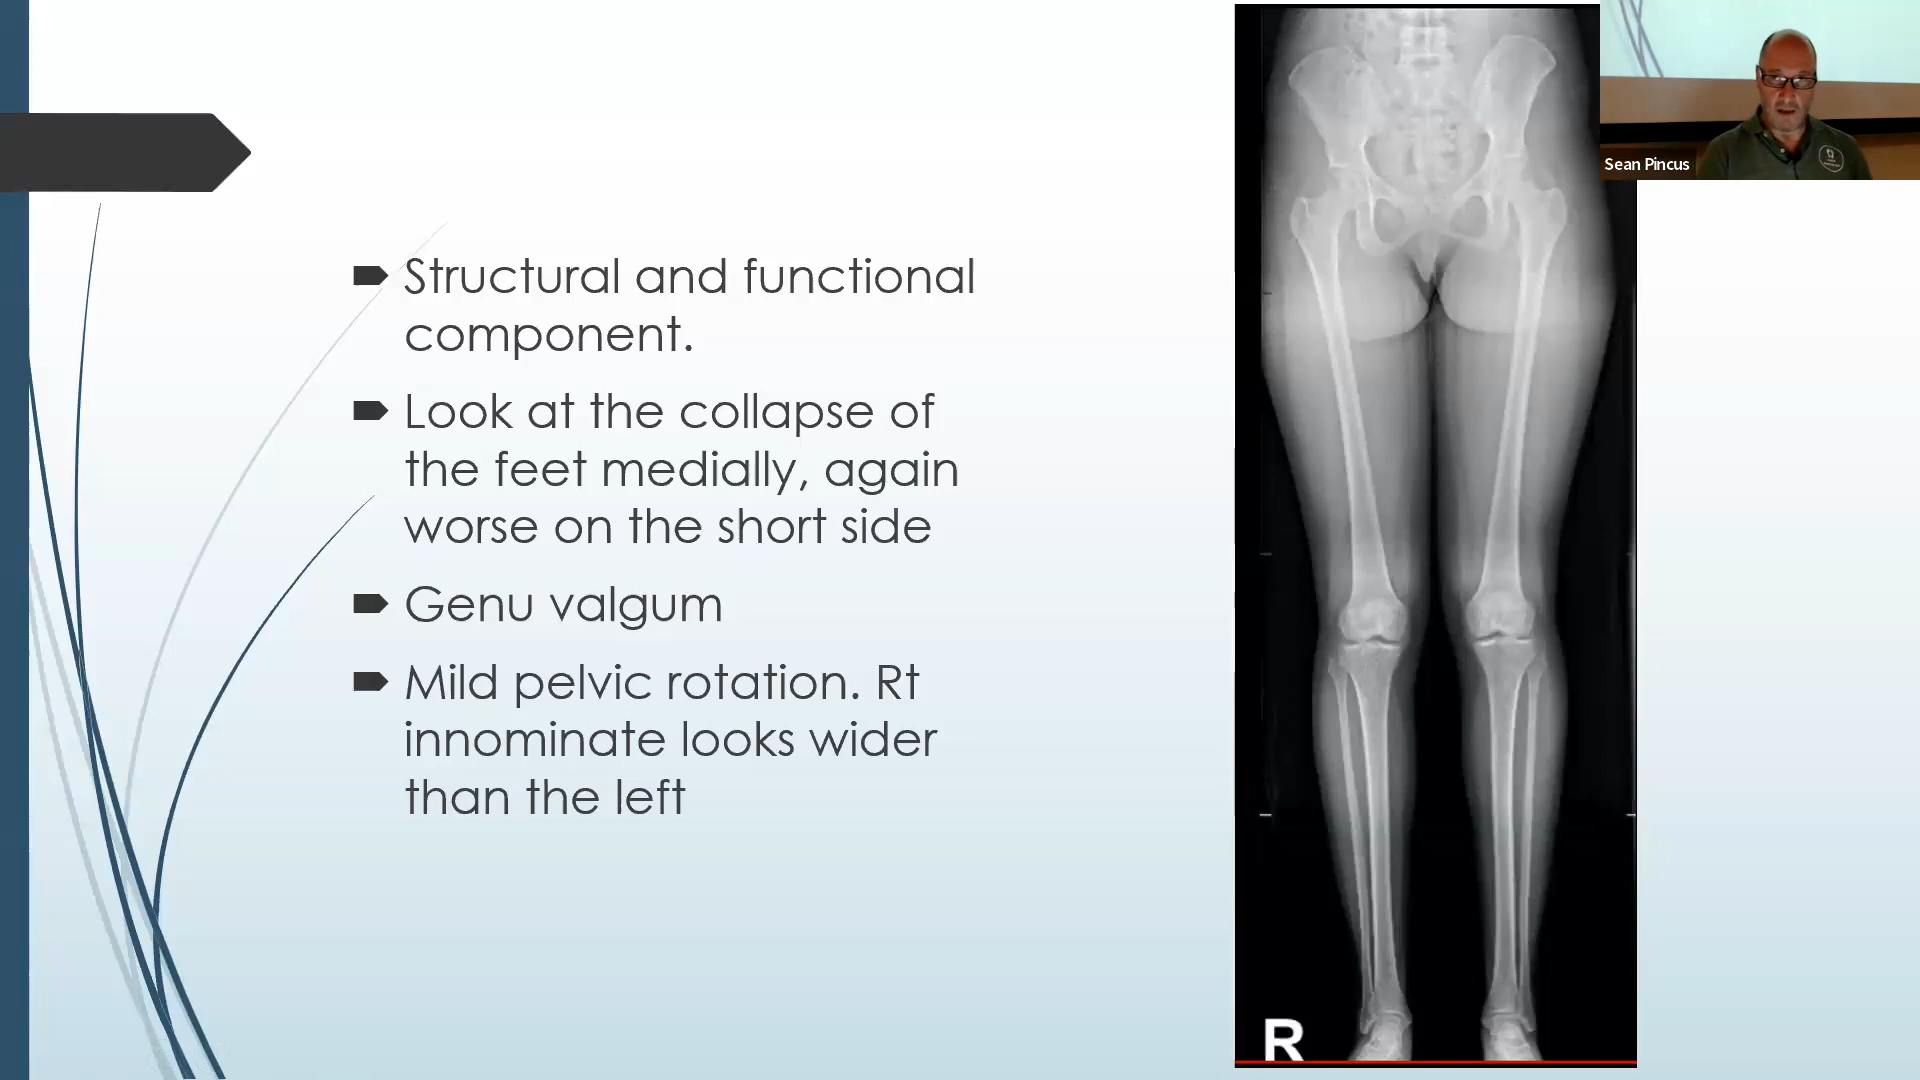 Structural and functional
component.
Look at the collapse of
the feet medially, again
worse on the short side
Genu valgum
Mild pelvic rotation. Rt
innominate looks wider
than the left
R
Sean Pincus